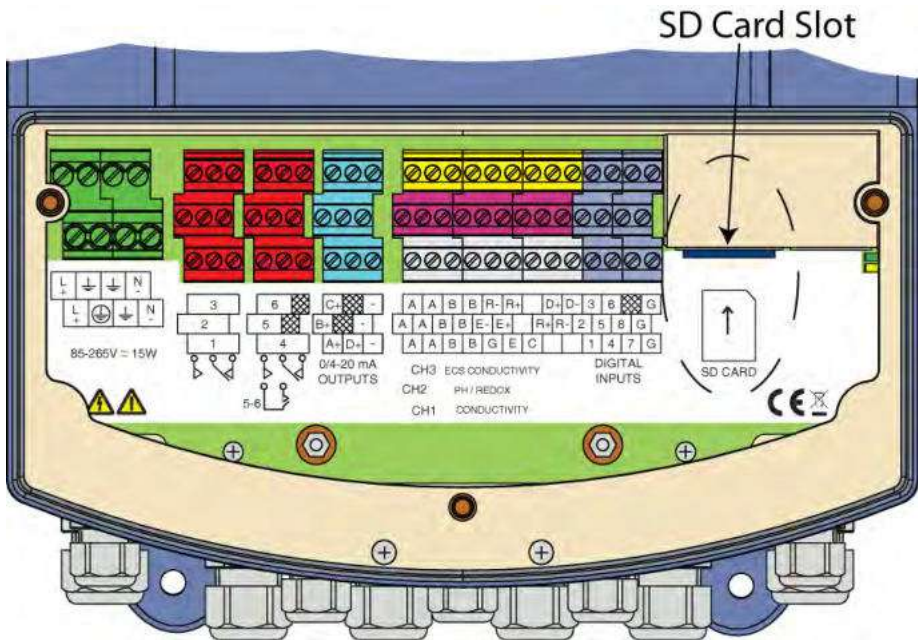 SD Card Slot
L + ⏚ ⏚ N -
L + ⏚ ⏚ N -
85-265V = 15W
3
2
1
6
5
4
5-6
C+ -
B+ -
A+ D+ -
0/4-20 mA
OUTPUTS
A A B B R- R+ D+ D- 3 6 G
A A B B E- E+ R+ R- 2 5 8 G
A A B B G E C 1 4 7 G
CH3 ECS CONDUCTIVITY
CH2 PH / REDOX
CH1 CONDUCTIVITY
DIGITAL
INPUTS
SD CARD
CE